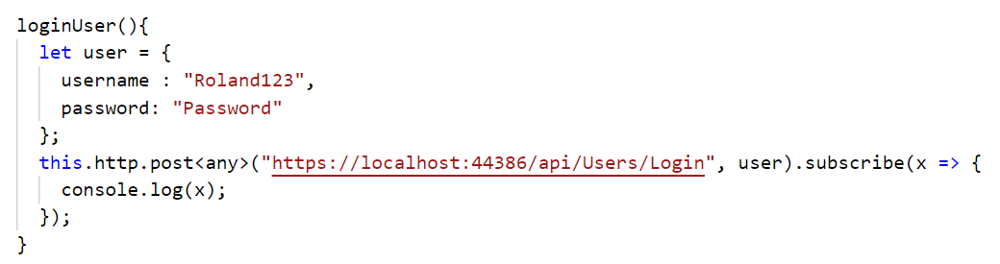 loginUser(){
let user = {
username : "Roland123",
password: "Password"
};
this.http.post<any>("https://localhost:44386/api/Users/Login", user).subscribe(x => {
console.log(x);
});
}